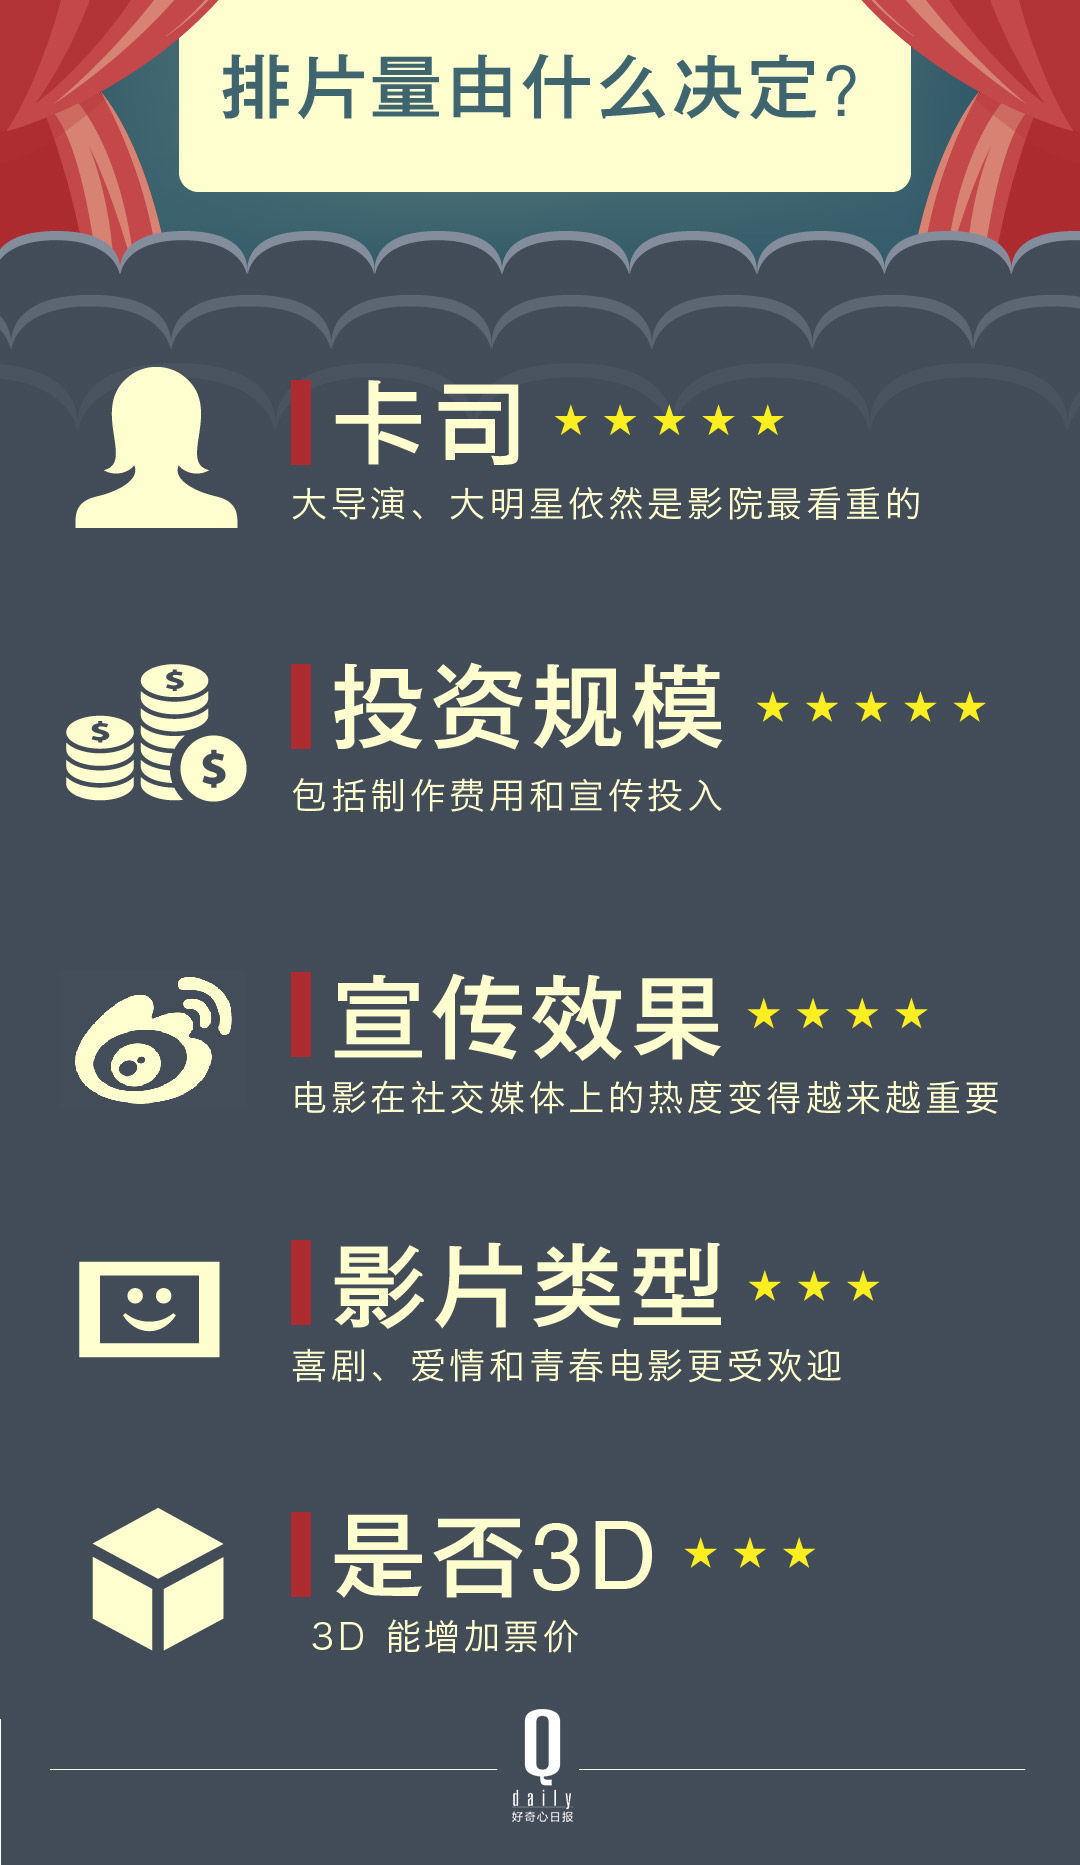 排片量由什么决定?
卡司 ★★★★★
大导演、大明星依然是影院最看重的
投资规模 ★★★★★
包括制作费用和宣传投入
宣传效果 ★★★★
电影在社交媒体上的热度变得越来越重要
影片类型 ★★★
喜剧、爱情和青春电影更受欢迎
是否3D ★★★
3D 能增加票价
$
$
$
Q
daily
好奇心日报